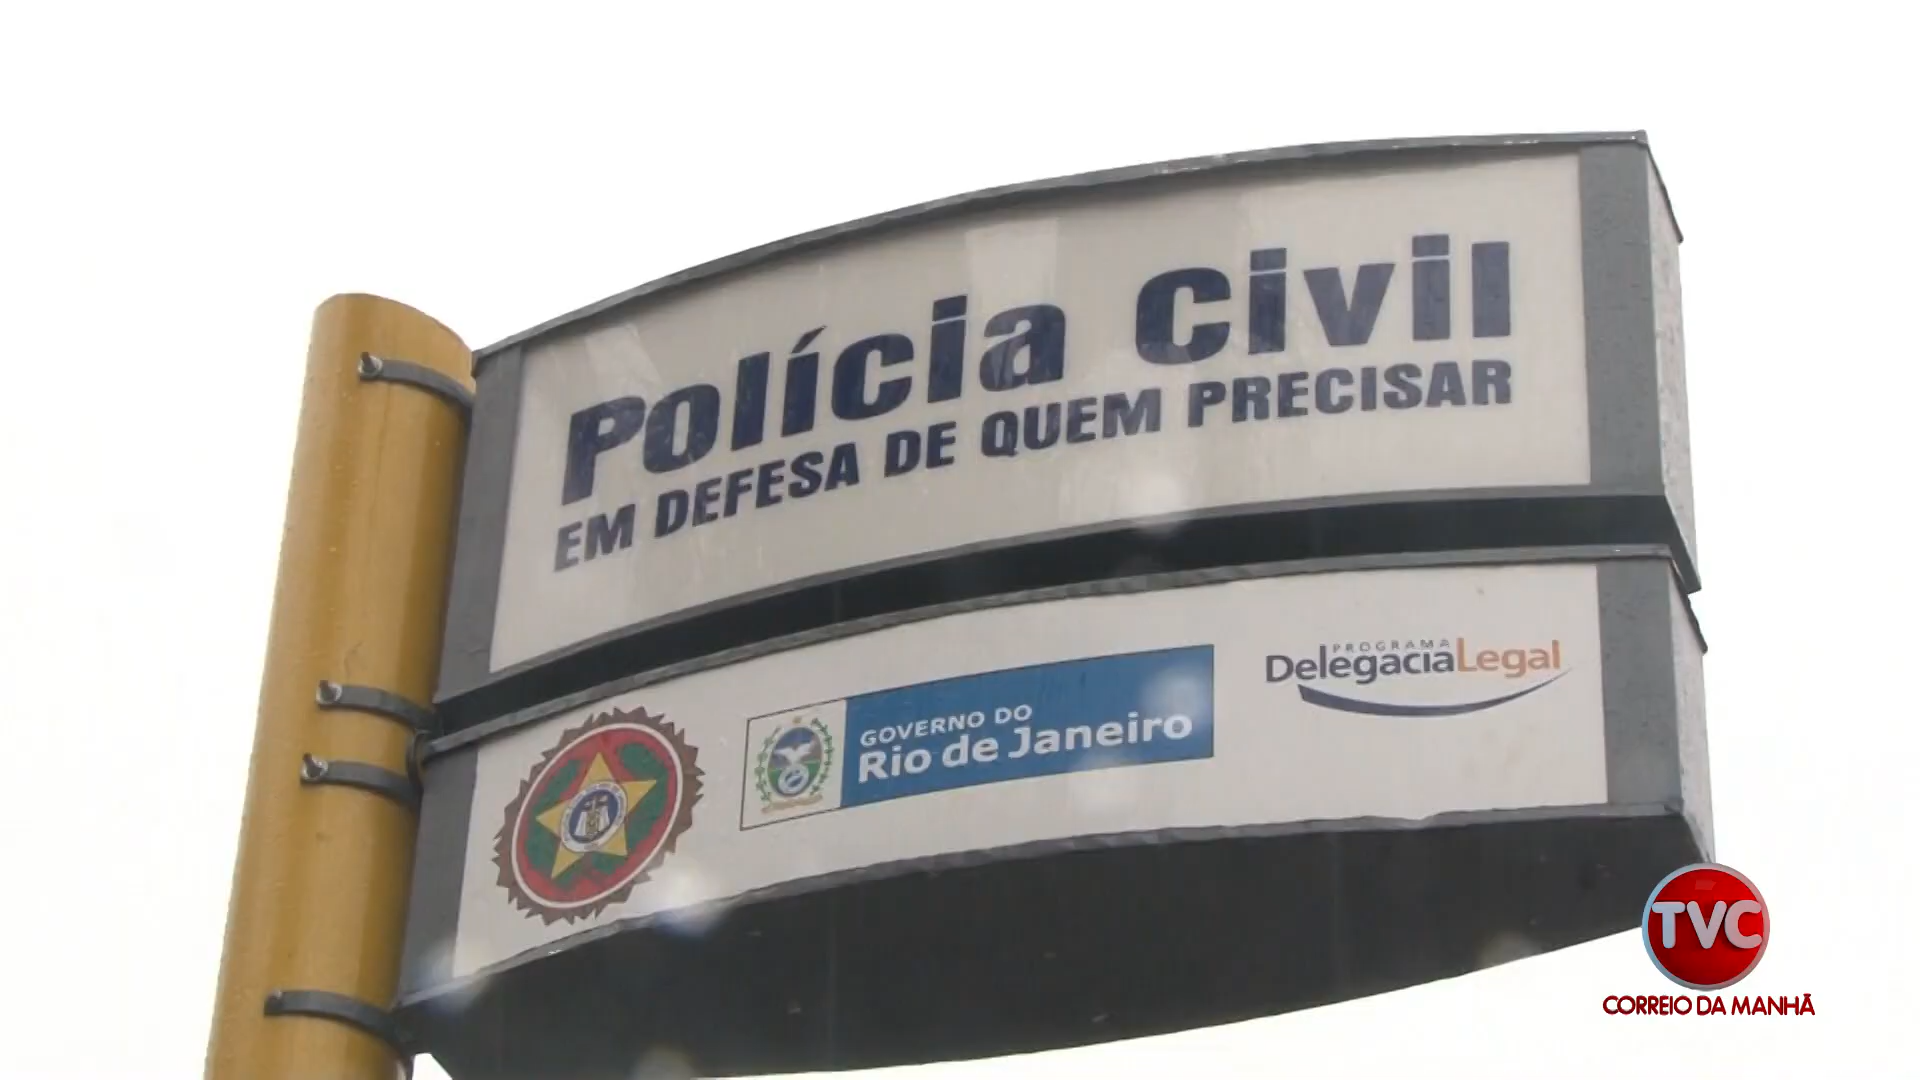 Polícia Civil
EM DEFESA DE QUEM PRECISAR
GOVERNO DO
Rio de Janeiro
PROGRAMA
DelegaciaLegal
TVC
CORREIO DA MANHÃ